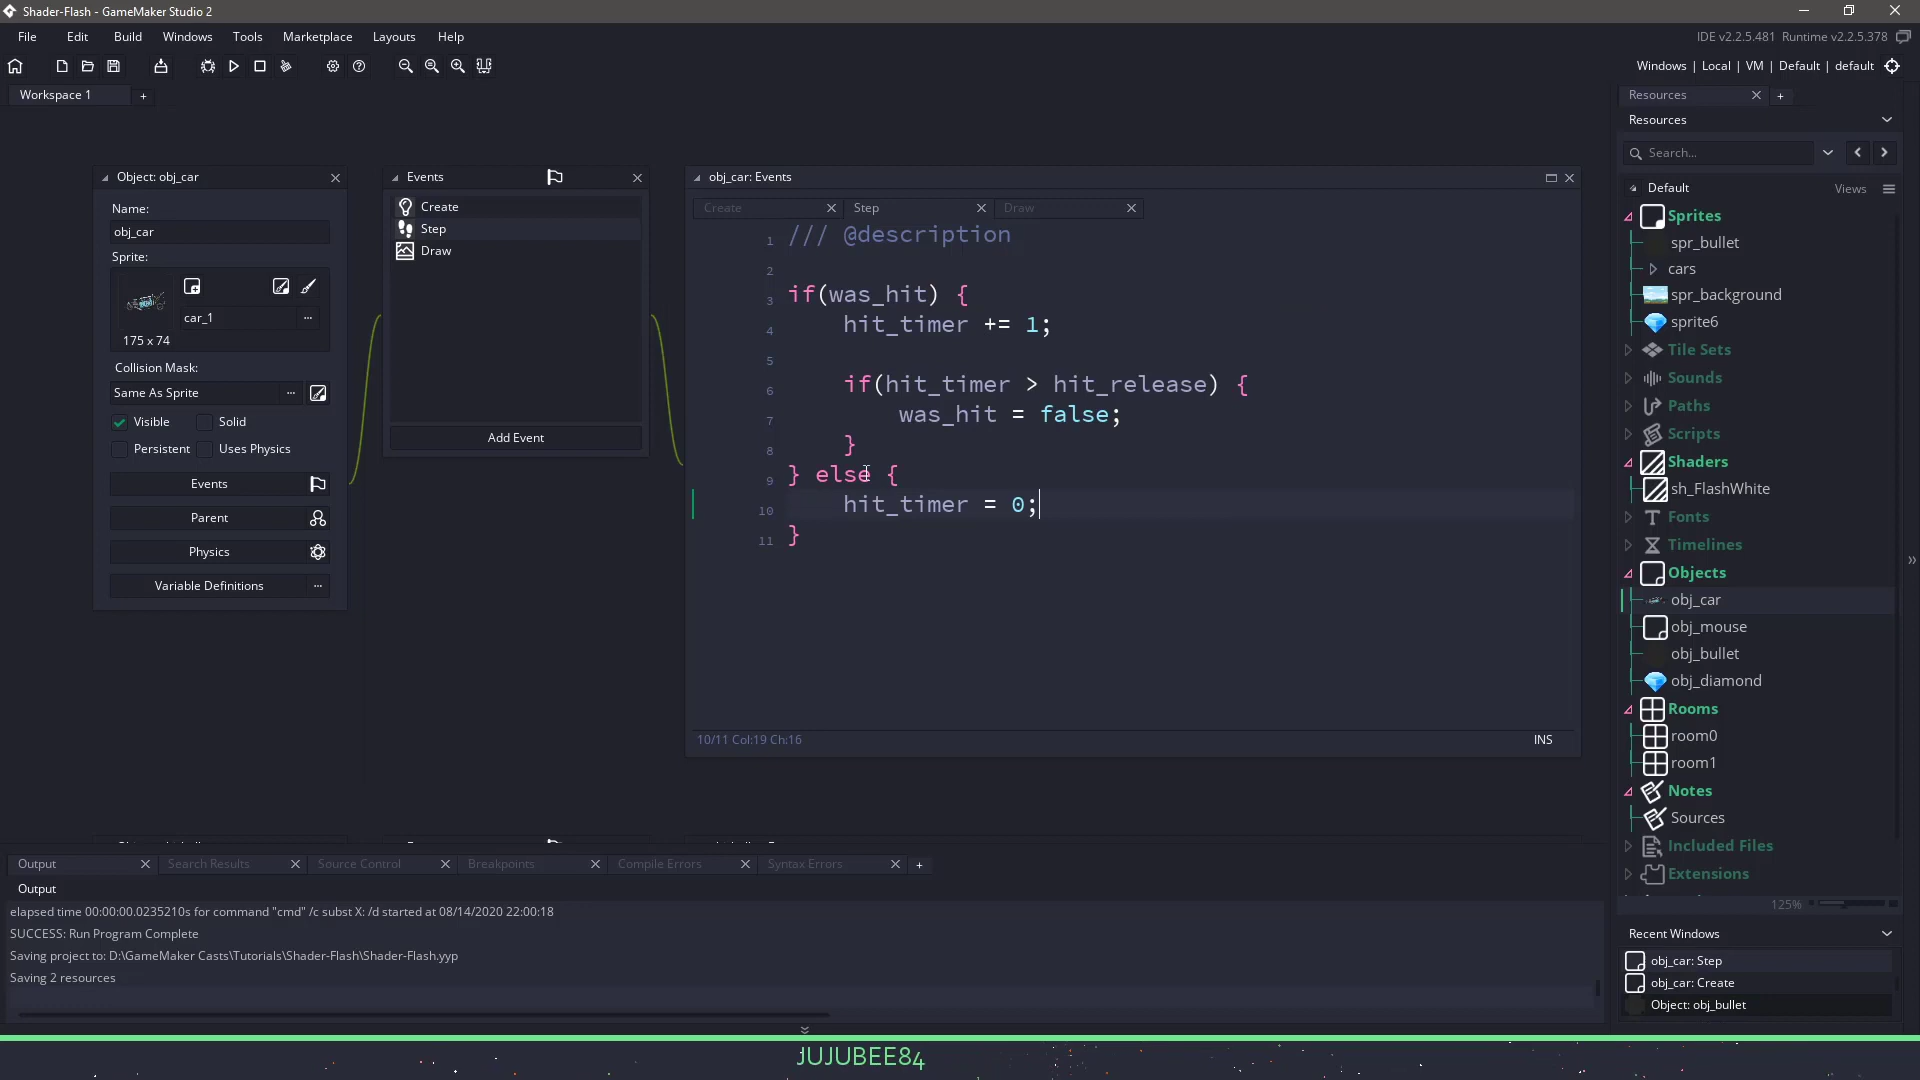 Shader-Flash - GameMaker Studio 2
File Edit Build Windows Tools Marketplace Layouts Help
IDE v2.2.5.481 Runtime v2.2.5.378
Windows | Local | VM | Default | default
Workspace 1
+
Object: obj_car
Name:
obj_car
Sprite:
car_1
...
175 x 74
Collision Mask:
Same As Sprite
...
Visible
Solid
Persistent
Uses Physics
Events
Parent
Physics
Variable Definitions
...
Events
Create
Step
Draw
Add Event
obj_car: Events
Create
Step
Draw
1 /// @description
2
3 if(was_hit) {
4 hit_timer += 1;
5
6 if(hit_timer > hit_release) {
7 was_hit = false;
8 }
9 } else {
10 hit_timer = 0;
11 }
10/11 Col:19 Ch:16
INS
Resources
+
Resources
Search...
Default
Views
Sprites
spr_bullet
cars
spr_background
sprite6
Tile Sets
Sounds
Paths
Scripts
Shaders
sh_FlashWhite
Fonts
Timelines
Objects
obj_car
obj_mouse
obj_bullet
obj_diamond
Rooms
room0
room1
Notes
Sources
Included Files
Extensions
125%
Recent Windows
obj_car: Step
obj_car: Create
Object: obj_bullet
Output
Search Results
Source Control
Breakpoints
Compile Errors
Syntax Errors
+
Output
elapsed time 00:00:00.0235210s for command "cmd" /c subst X: /d started at 08/14/2020 22:00:18
SUCCESS: Run Program Complete
Saving project to: D:\GameMaker Casts\Tutorials\Shader-Flash\Shader-Flash.yyp
Saving 2 resources
JUJUBEE84